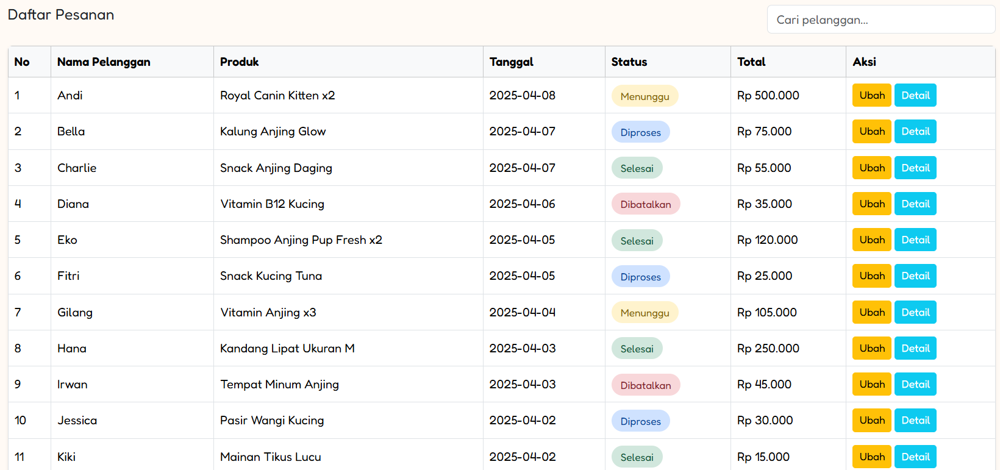 Daftar Pesanan
Cari pelanggan...
No Nama Pelanggan Produk Tanggal Status Total Aksi
1 Andi Royal Canin Kitten x2 2025-04-08 Menunggu Rp 500.000 Ubah Detail
2 Bella Kalung Anjing Glow 2025-04-07 Diproses Rp 75.000 Ubah Detail
3 Charlie Snack Anjing Daging 2025-04-07 Selesai Rp 55.000 Ubah Detail
4 Diana Vitamin B12 Kucing 2025-04-06 Dibatalkan Rp 35.000 Ubah Detail
5 Eko Shampoo Anjing Pup Fresh x2 2025-04-05 Selesai Rp 120.000 Ubah Detail
6 Fitri Snack Kucing Tuna 2025-04-05 Diproses Rp 25.000 Ubah Detail
7 Gilang Vitamin Anjing x3 2025-04-04 Menunggu Rp 105.000 Ubah Detail
8 Hana Kandang Lipat Ukuran M 2025-04-03 Selesai Rp 250.000 Ubah Detail
9 Irwan Tempat Minum Anjing 2025-04-03 Dibatalkan Rp 45.000 Ubah Detail
10 Jessica Pasir Wangi Kucing 2025-04-02 Diproses Rp 30.000 Ubah Detail
11 Kiki Mainan Tikus Lucu 2025-04-02 Selesai Rp 15.000 Ubah Detail